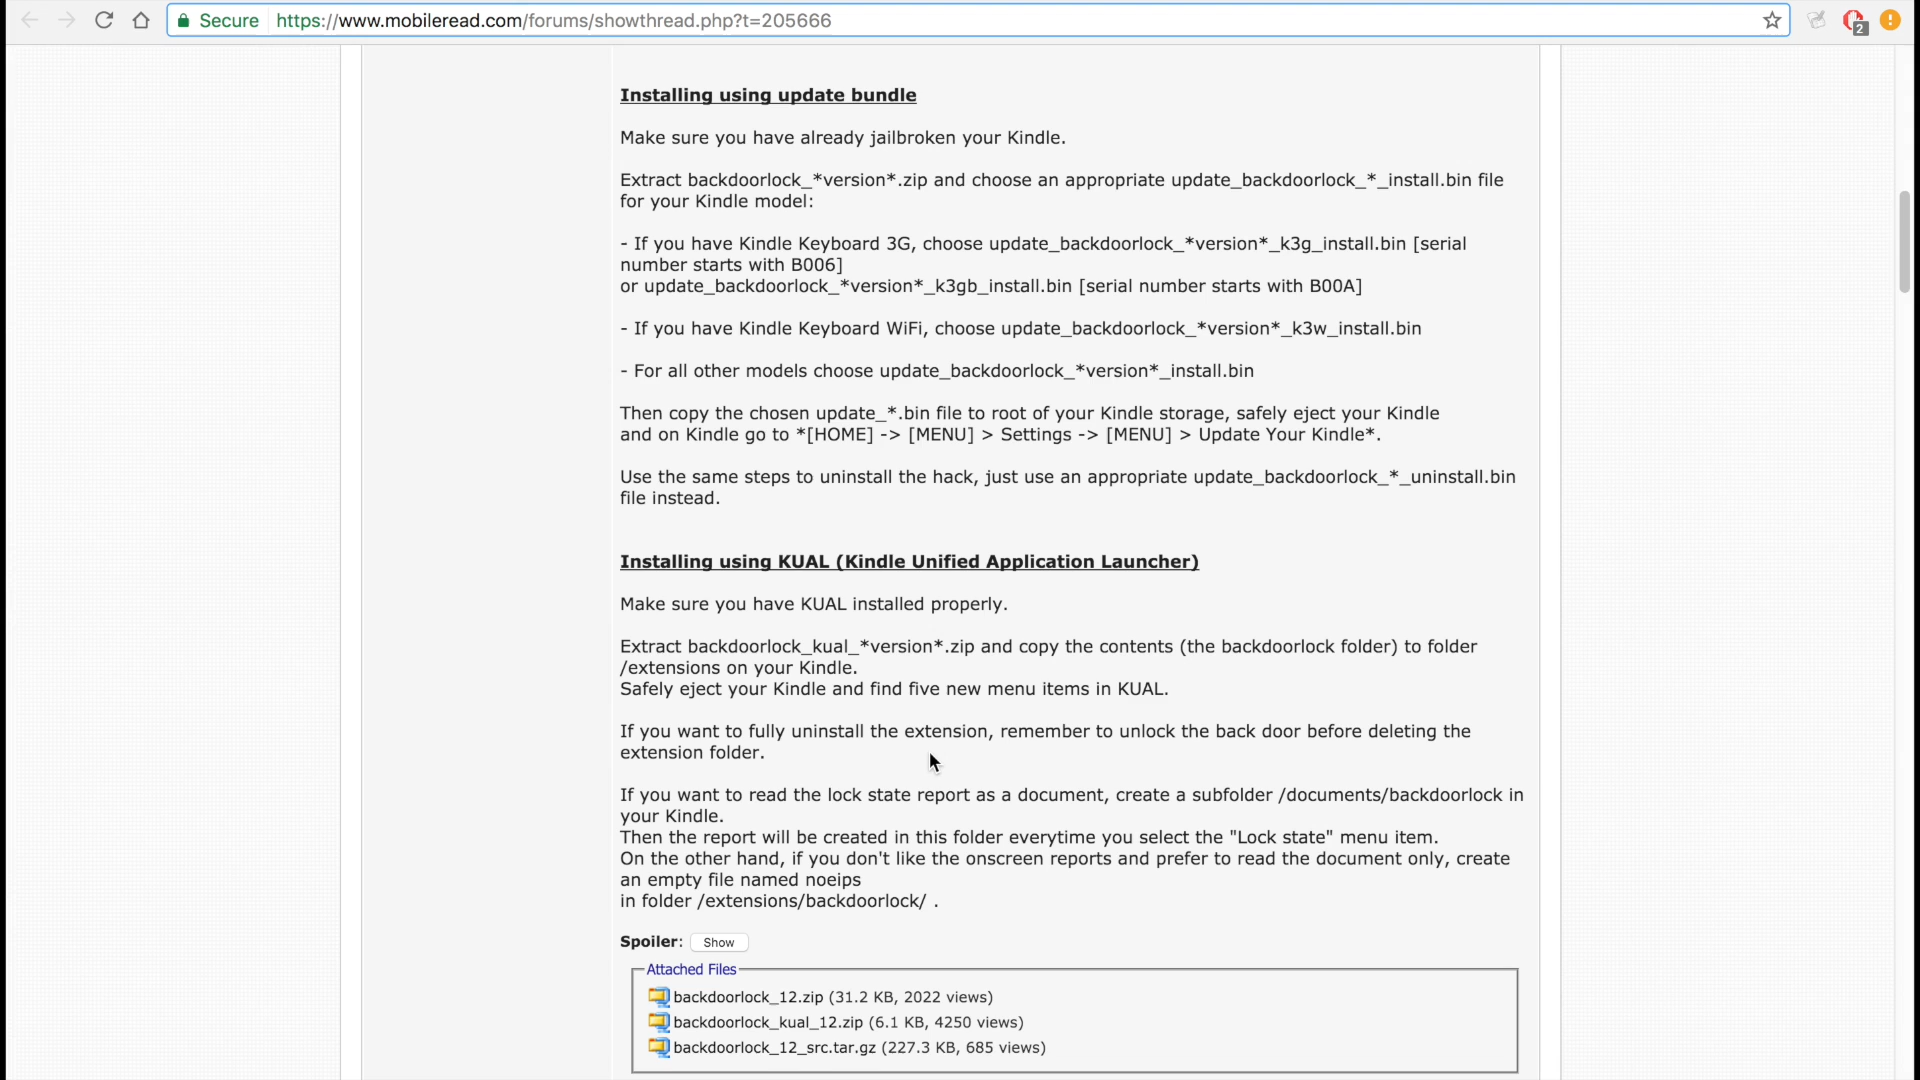 Secure https://www.mobileread.com/forums/showthread.php?t=205666
2
Installing using update bundle
Make sure you have already jailbroken your Kindle.
Extract backdoorlock_*version*.zip and choose an appropriate update_backdoorlock_*_install.bin file
for your Kindle model:
- If you have Kindle Keyboard 3G, choose update_backdoorlock_*version*_k3g_install.bin [serial
number starts with B006]
or update_backdoorlock_*version*_k3gb_install.bin [serial number starts with B00A]
- If you have Kindle Keyboard WiFi, choose update_backdoorlock_*version*_k3w_install.bin
- For all other models choose update_backdoorlock_*version*_install.bin
Then copy the chosen update_*.bin file to root of your Kindle storage, safely eject your Kindle
and on Kindle go to *[HOME] -> [MENU] > Settings -> [MENU] > Update Your Kindle*.
Use the same steps to uninstall the hack, just use an appropriate update_backdoorlock_*_uninstall.bin
file instead.
Installing using KUAL (Kindle Unified Application Launcher)
Make sure you have KUAL installed properly.
Extract backdoorlock_kual_*version*.zip and copy the contents (the backdoorlock folder) to folder
/extensions on your Kindle.
Safely eject your Kindle and find five new menu items in KUAL.
If you want to fully uninstall the extension, remember to unlock the back door before deleting the
extension folder.
If you want to read the lock state report as a document, create a subfolder /documents/backdoorlock in
your Kindle.
Then the report will be created in this folder everytime you select the "Lock state" menu item.
On the other hand, if you don't like the onscreen reports and prefer to read the document only, create
an empty file named noeips
in folder /extensions/backdoorlock/ .
Spoiler: Show
Attached Files
backdoorlock_12.zip (31.2 KB, 2022 views)
backdoorlock_kual_12.zip (6.1 KB, 4250 views)
backdoorlock_12_src.tar.gz (227.3 KB, 685 views)